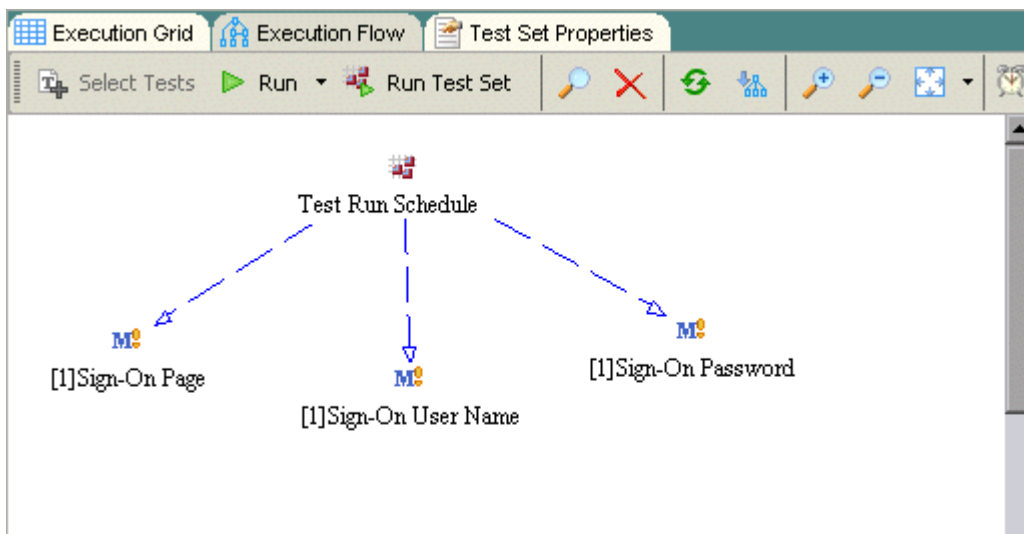 Execution Grid Execution Flow Test Set Properties
Select Tests Run Run Test Set
Test Run Schedule
[1]Sign-On Page
[1]Sign-On User Name
[1]Sign-On Password